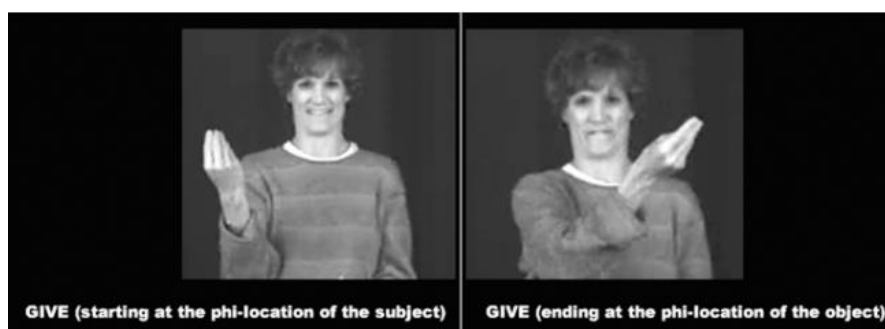 GIVE (starting at the phi-location of the subject)
GIVE (ending at the phi-location of the object)